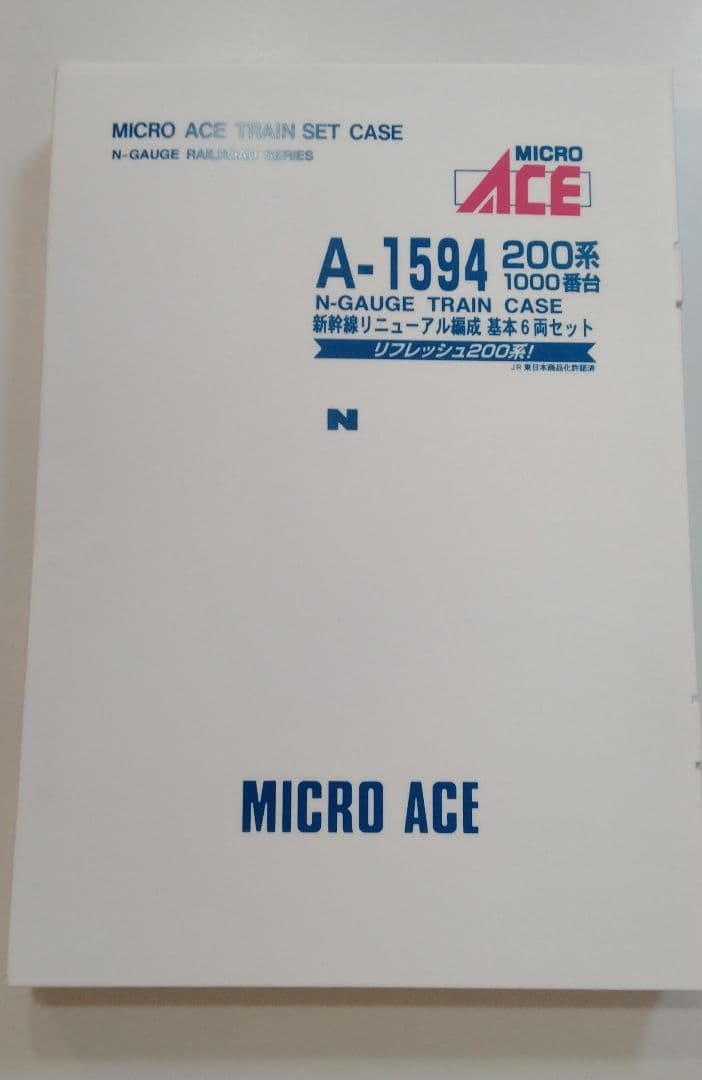 MICRO ACE TRAIN SET CASE
N-GAUGE RAILROAD SERIES
MICRO
ACE
A-1594 200系
1000番台
N-GAUGE TRAIN CASE
新幹線リニューアル編成 基本6両セット
リフレッシュ200系!
JR東日本商品化許諾済
N
MICRO ACE